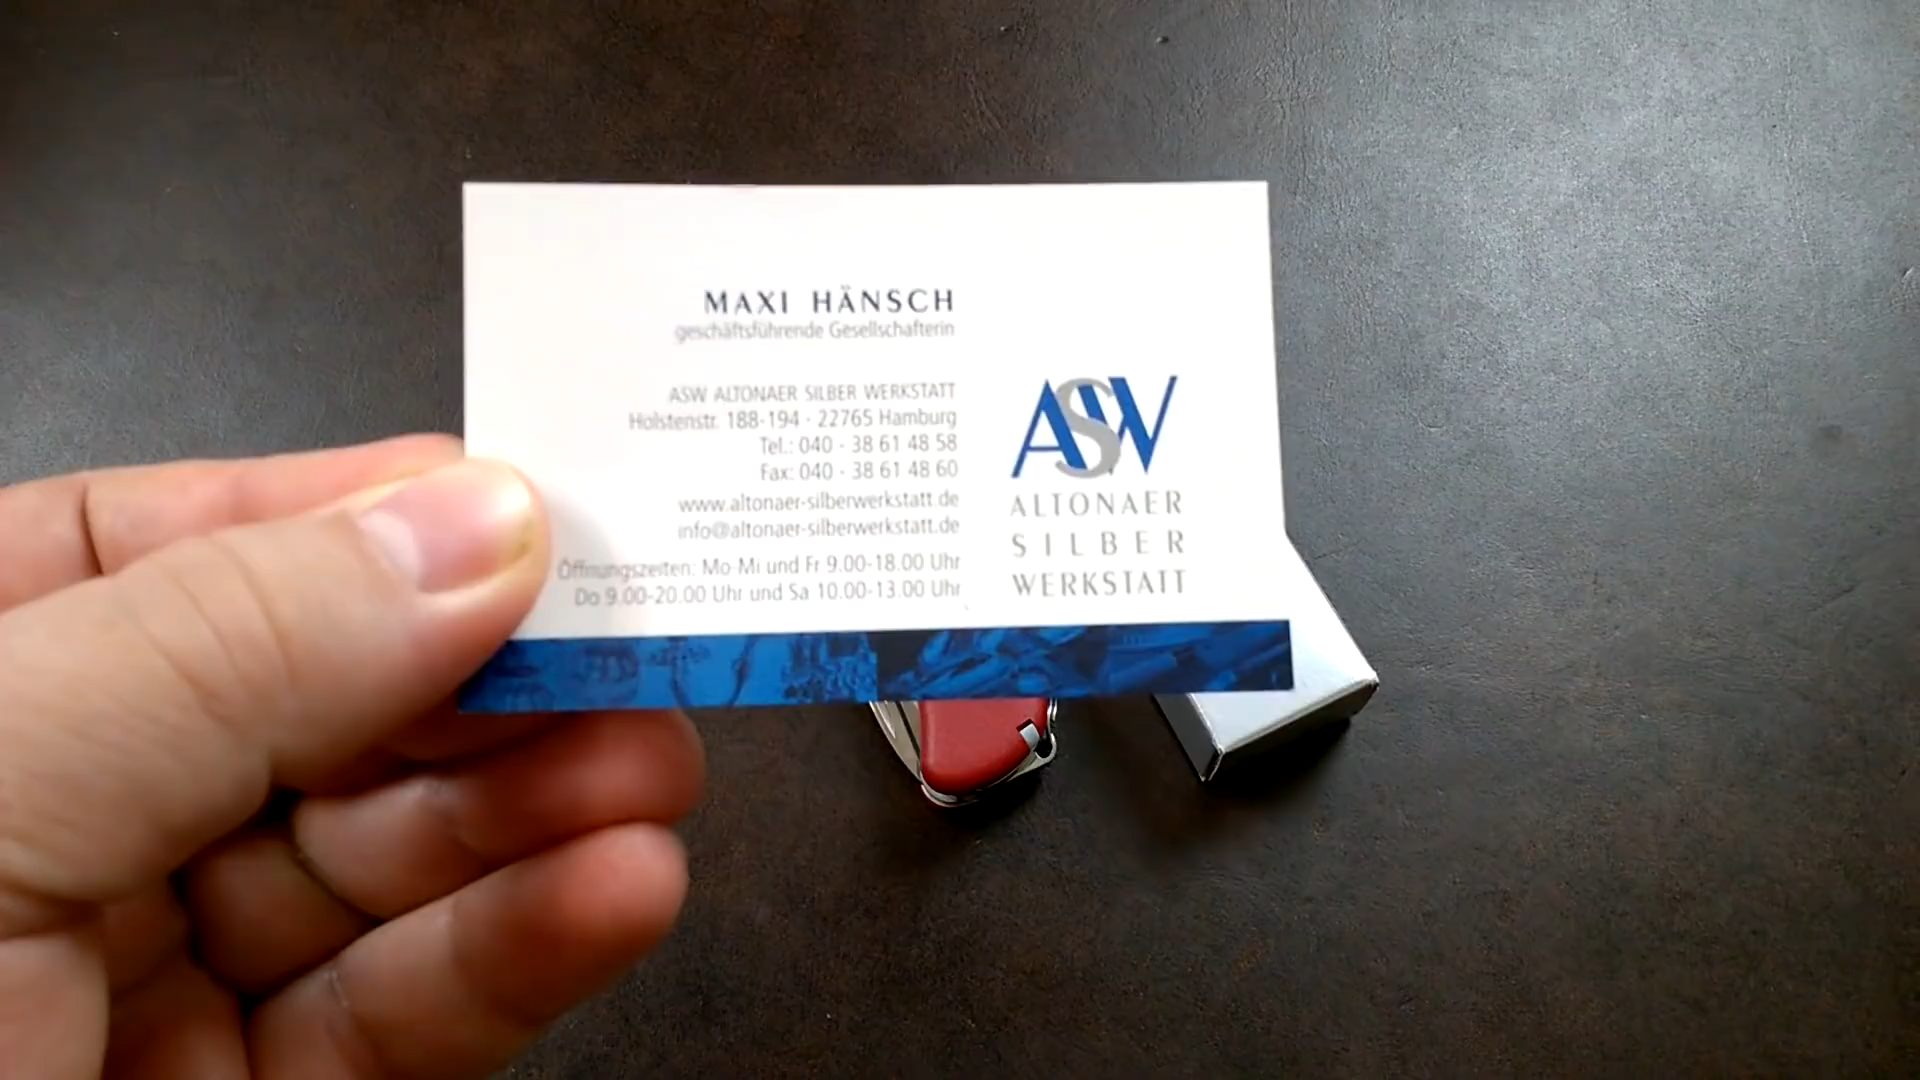 MAXI HÄNSCH
geschäftsführende Gesellschafterin
ASW ALTONAER SILBER WERKSTATT
Holstenstr. 188-194 · 22765 Hamburg
Tel.: 040 - 38 61 48 58
Fax: 040 - 38 61 48 60
www.altonaer-silberwerkstatt.de
info@altonaer-silberwerkstatt.de
Öffnungszeiten: Mo-Mi und Fr 9.00-18.00 Uhr
Do 9.00-20.00 Uhr und Sa 10.00-13.00 Uhr
ASW
ALTONAER
SILBER
WERKSTATT